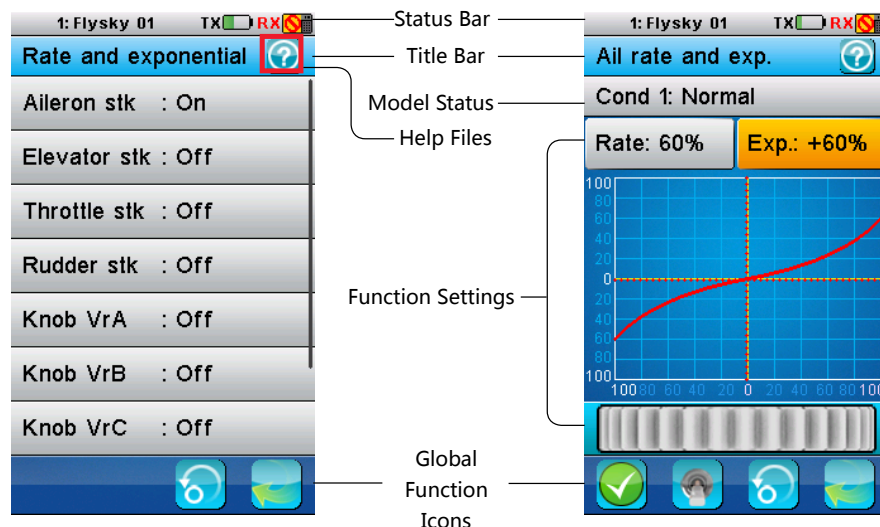 1: Flysky 01 TX RX
Rate and exponential ?
Aileron stk : On
Elevator stk : Off
Throttle stk : Off
Rudder stk : Off
Knob VrA : Off
Knob VrB : Off
Knob VrC : Off
Status Bar
Title Bar
Model Status
Help Files
Function Settings
Global
Function
Icons
1: Flysky 01 TX RX
Ail rate and exp. ?
Cond 1: Normal
Rate: 60% Exp.: +60%
100
80
60
40
20
0
20
40
60
80
100
100 80 60 40 20 0 20 40 60 80 100